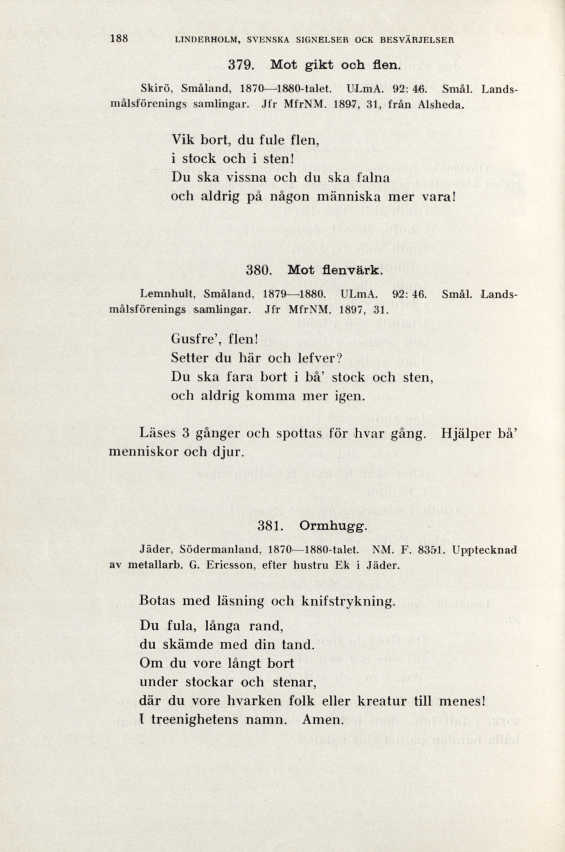 188 LINDERHOLM, SVENSKA SIGNELSER OCK BESVÄRJELSER
379. Mot gikt och flen.
Skirö, Småland, 1870—1880-talet. ULmA. 92: 46. Smål. Lands-
målsförenings samlingar. Jfr MfrNM. 1897, 31, från Alsheda.
Vik bort, du fule flen,
i stock och i sten!
Du ska vissna och du ska falna
och aldrig på någon människa mer vara!
380. Mot flenvärk.
Lemnhult, Småland, 1879—1880. ULmA. 92: 46. Smål. Lands-
målsförenings samlingar. Jfr MfrNM. 1897, 31.
Gusfre', flen!
Setter du här och lefver?
Du ska fara bort i bå' stock och sten,
och aldrig komma mer igen.
Läses 3 gånger och spottas för hvar gång. Hjälper bå'
menniskor och djur.
381. Ormhugg.
Jäder, Södermanland, 1870—1880-talet. NM. F. 8351. Upptecknad
av metallarb. G. Ericsson, efter hustru Ek i Jäder.
Botas med läsning och knifstrykning.
Du fula, långa rand,
du skämde med din tand.
Om du vore långt bort
under stockar och stenar,
där du vore hvarken folk eller kreatur till menes!
I treenighetens namn. Amen.